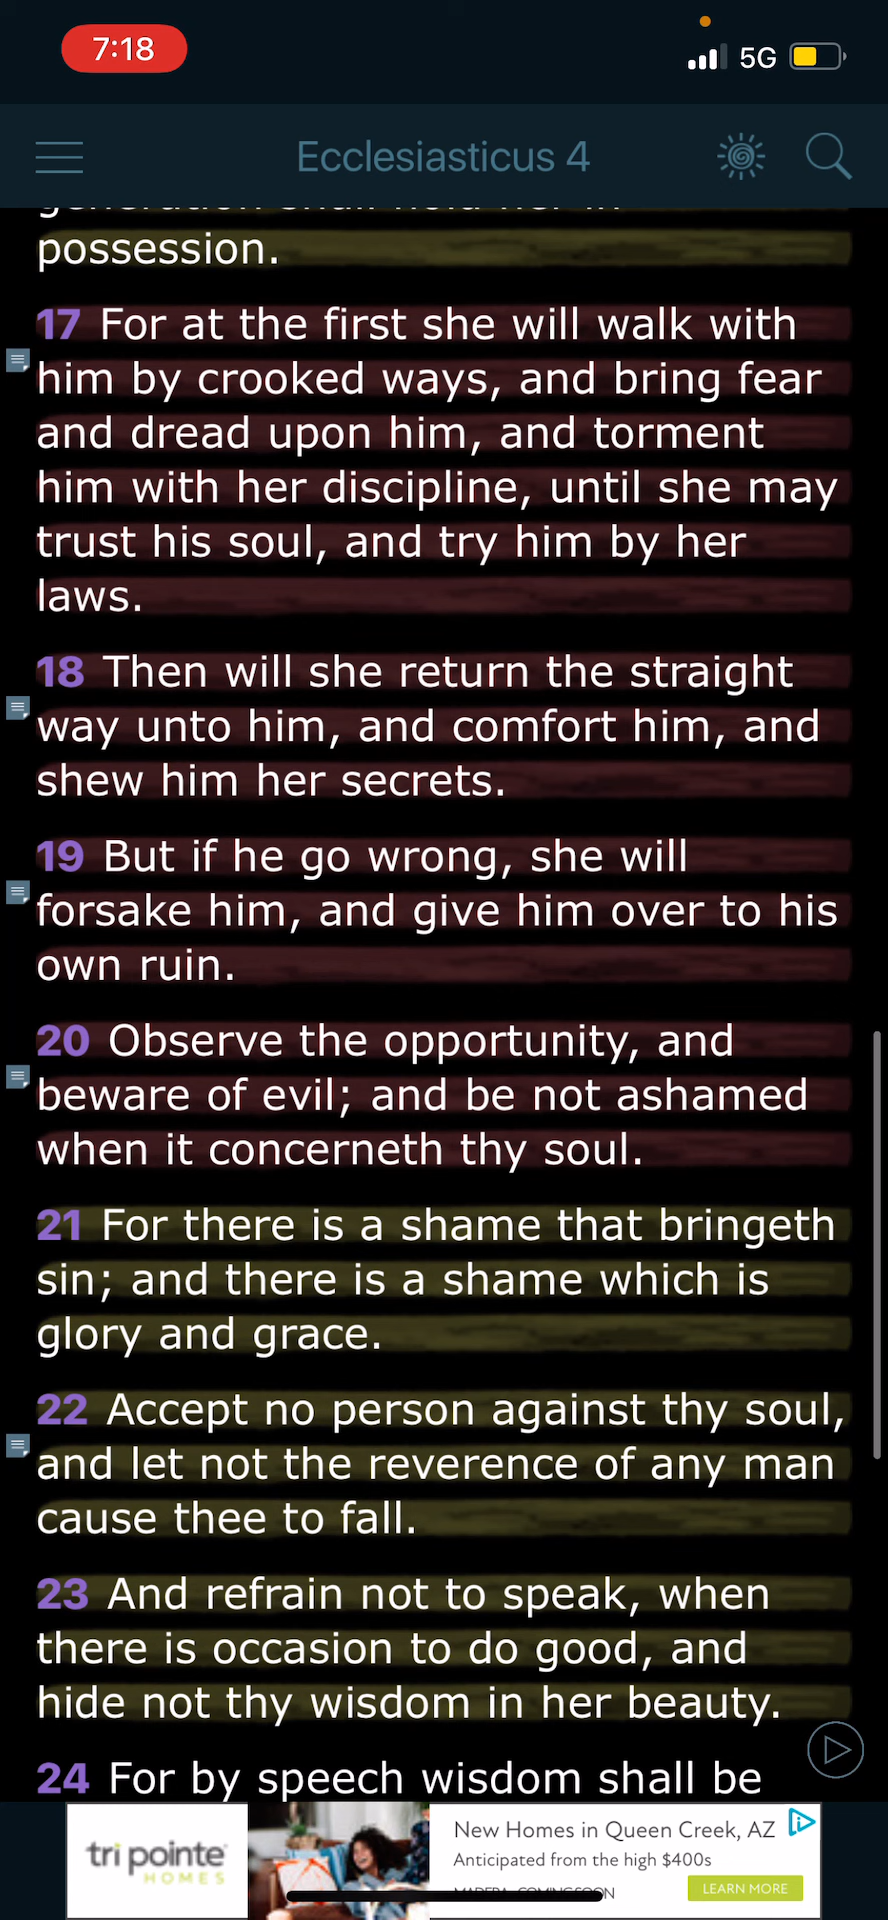 7:18
5G
Ecclesiasticus 4
generation shall hold her in
possession.
17 For at the first she will walk with
him by crooked ways, and bring fear
and dread upon him, and torment
him with her discipline, until she may
trust his soul, and try him by her
laws.
18 Then will she return the straight
way unto him, and comfort him, and
shew him her secrets.
19 But if he go wrong, she will
forsake him, and give him over to his
own ruin.
20 Observe the opportunity, and
beware of evil; and be not ashamed
when it concerneth thy soul.
21 For there is a shame that bringeth
sin; and there is a shame which is
glory and grace.
22 Accept no person against thy soul,
and let not the reverence of any man
cause thee to fall.
23 And refrain not to speak, when
there is occasion to do good, and
hide not thy wisdom in her beauty.
24 For by speech wisdom shall be
tri pointe
HOMES
New Homes in Queen Creek, AZ
Anticipated from the high $400s
LEARN MORE